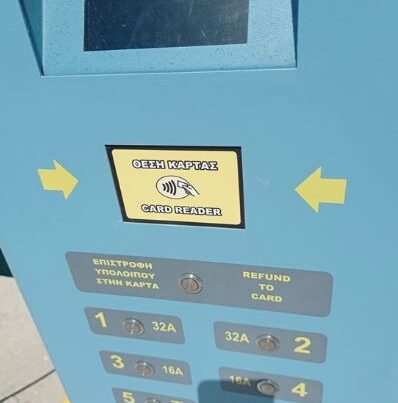 ΘΕΣΗ ΚΑΡΤΑΣ
CARD READER
ΕΠΙΣΤΡΟΦΗ
ΥΠΟΛΟΙΠΟΥ
ΣΤΗΝ ΚΑΡΤΑ
REFUND
TO
CARD
1 32A
32A 2
3 16A
16A 4
5